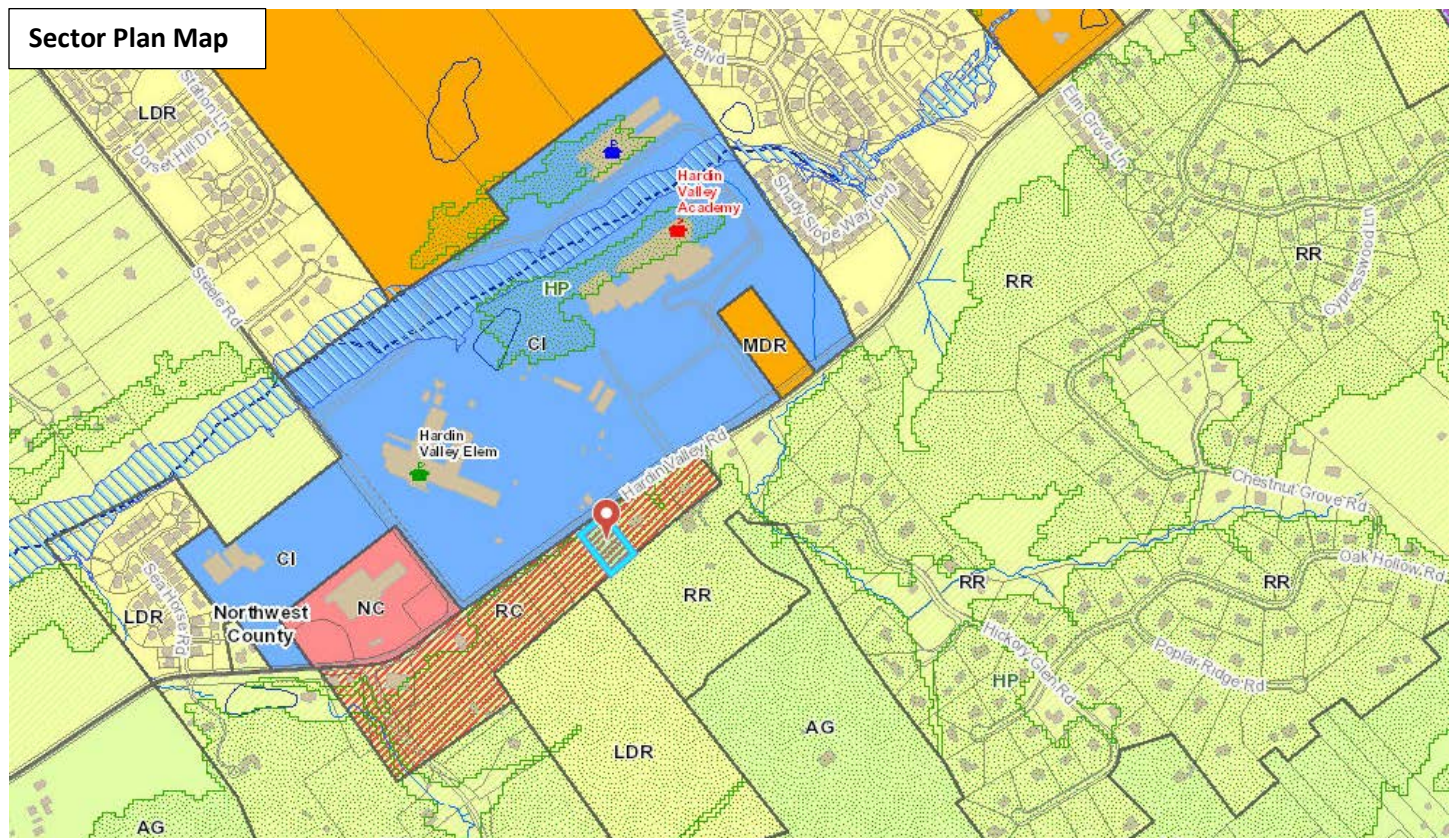 Sector Plan Map
LDR
Station Ln
Dorset Hill Dr
Willow Blvd
Elm Grove Ln
Hardin
Valley
Academy
Shady Slope Way (pvt)
RR
RR
Cypresswood Ln
Steele Rd
HP
CI
MDR
Hardin
Valley Elem
Hardin Valley Rd
Chestnut Grove Rd
Oak Hollow Rd
CI
NC
RC
RR
RR
RR
LDR
Northwest
County
Sea Horse Rd
Hickory Glen Rd
Poplar Ridge Rd
HP
AG
LDR
AG